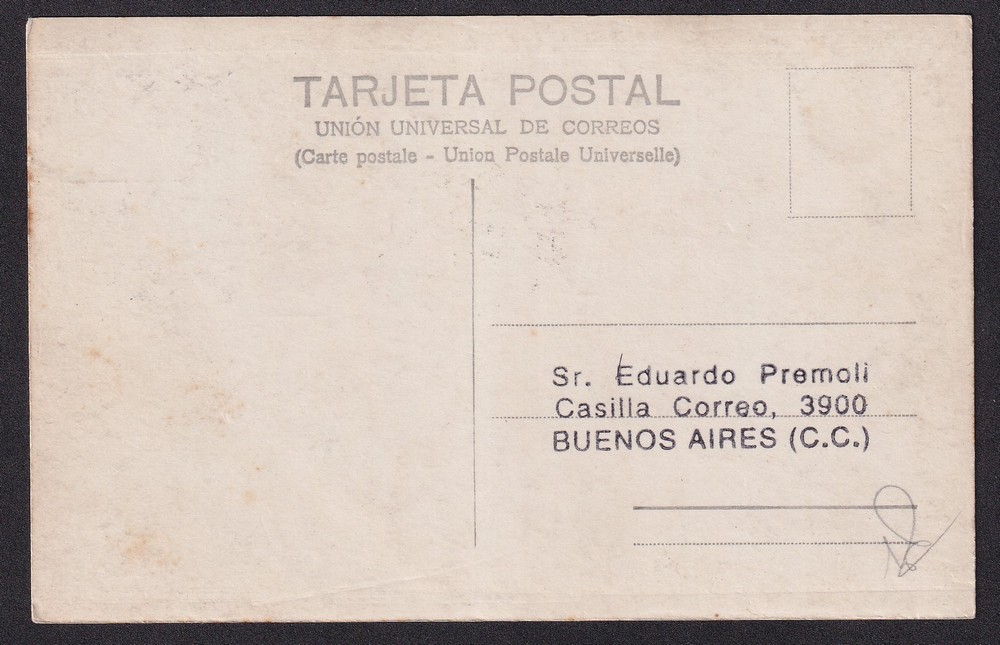 TARJETA POSTAL
UNIÓN UNIVERSAL DE CORREOS
(Carte postale - Union Postale Universelle)
Sr. Eduardo Premoli
Casilla Correo, 3900
BUENOS AIRES (C.C.)